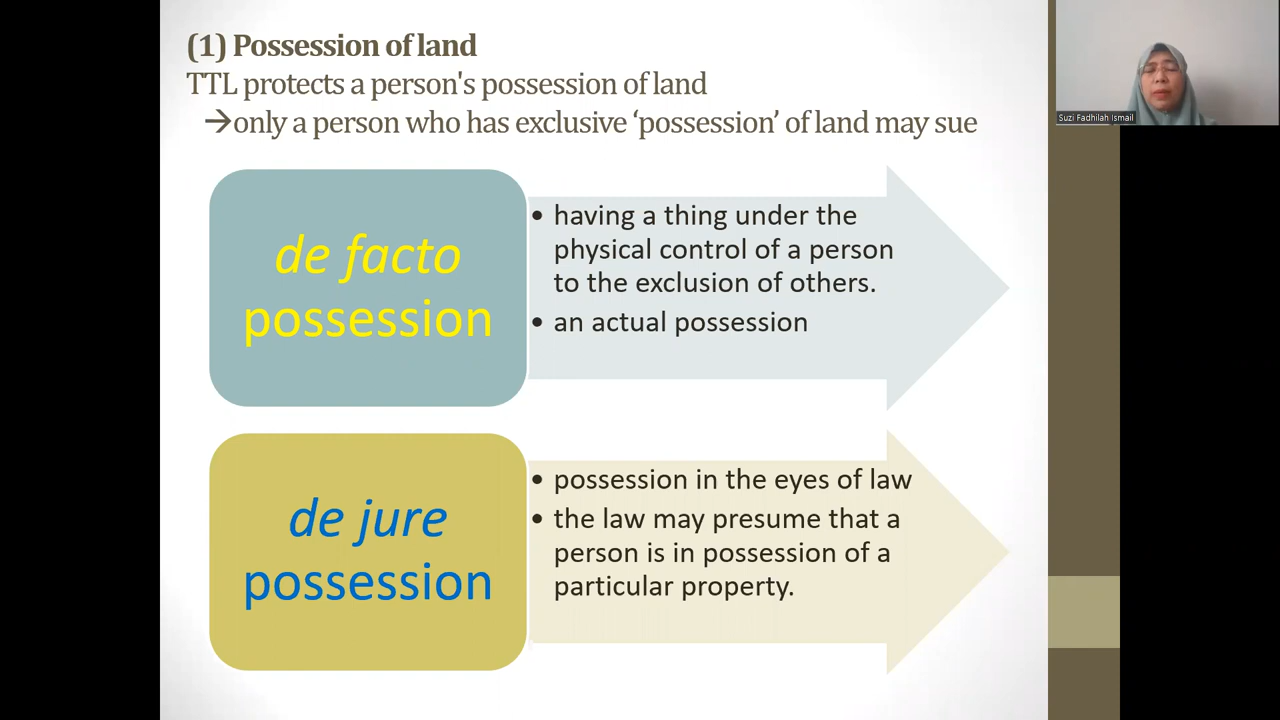 (1) Possession of land
TTL protects a person's possession of land
→only a person who has exclusive ‘possession’ of land may sue
de facto
possession
• having a thing under the
physical control of a person
to the exclusion of others.
• an actual possession
de jure
possession
• possession in the eyes of law
• the law may presume that a
person is in possession of a
particular property.
Suzi Fadhilah Ismail